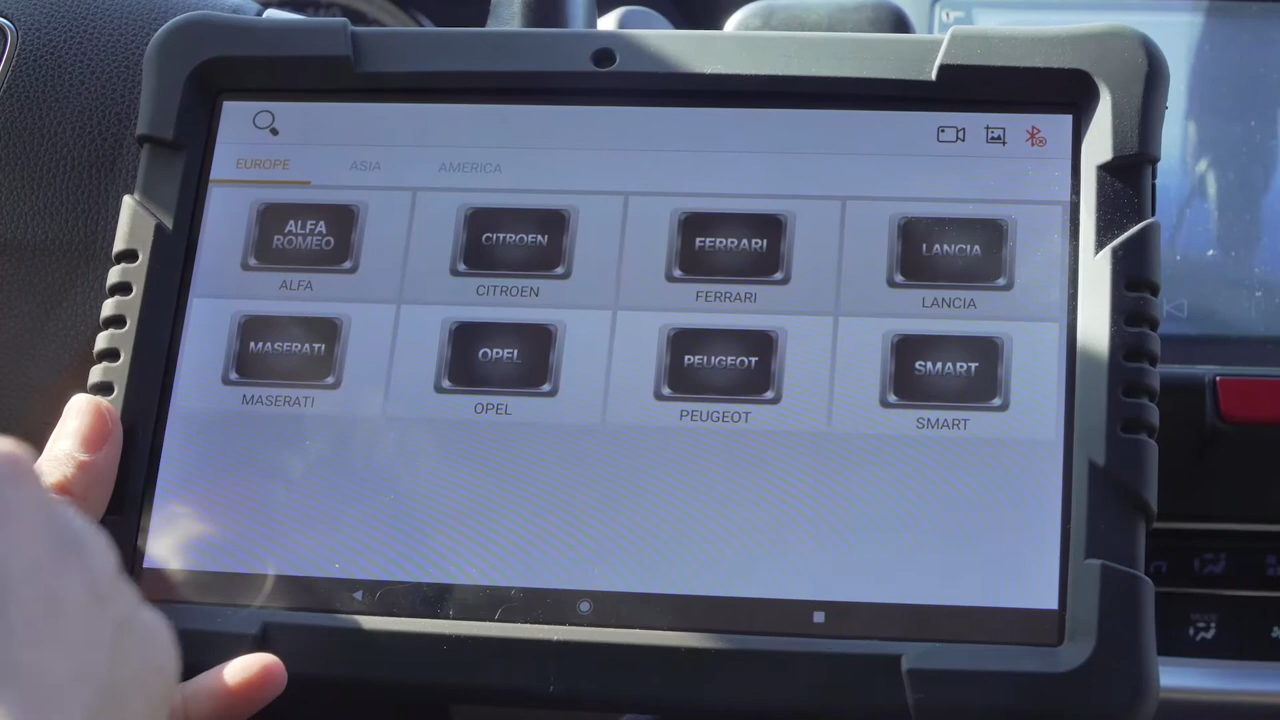 EUROPE ASIA AMERICA
ALFA
ROMEO
ALFA
CITROEN
CITROEN
FERRARI
FERRARI
LANCIA
LANCIA
MASERATI
MASERATI
OPEL
OPEL
PEUGEOT
PEUGEOT
SMART
SMART
MODE